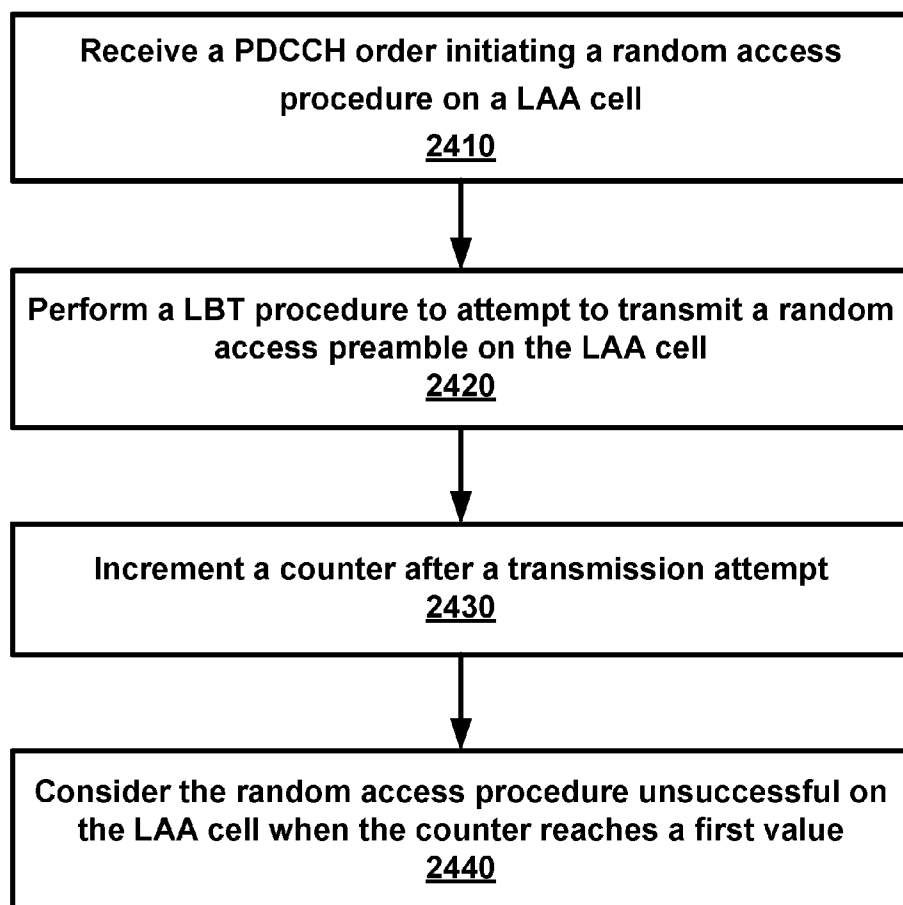 Receive a PDCCH order initiating a random access
procedure on a LAA cell
2410
Perform a LBT procedure to attempt to transmit a random
access preamble on the LAA cell
2420
Increment a counter after a transmission attempt
2430
Consider the random access procedure unsuccessful on
the LAA cell when the counter reaches a first value
2440